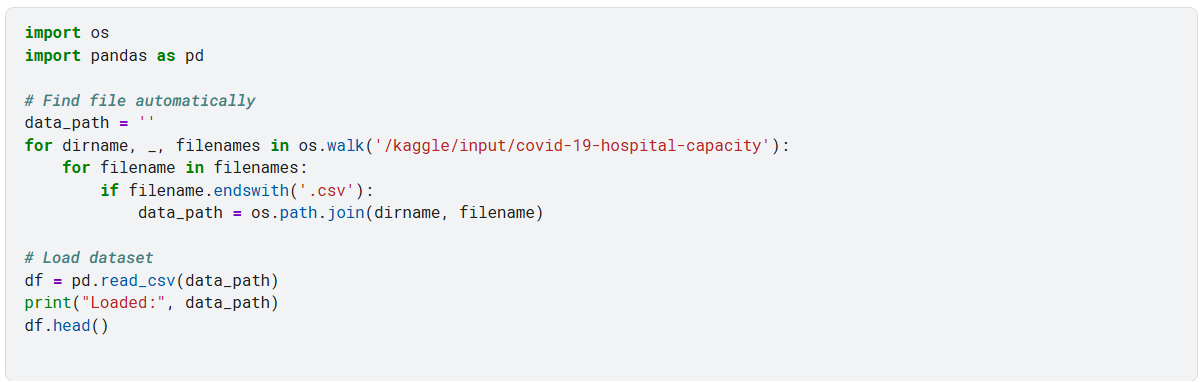 import os
import pandas as pd

# Find file automatically
data_path = ''
for dirname, _, filenames in os.walk('/kaggle/input/covid-19-hospital-capacity'):
    for filename in filenames:
        if filename.endswith('.csv'):
            data_path = os.path.join(dirname, filename)

# Load dataset
df = pd.read_csv(data_path)
print("Loaded:", data_path)
df.head()